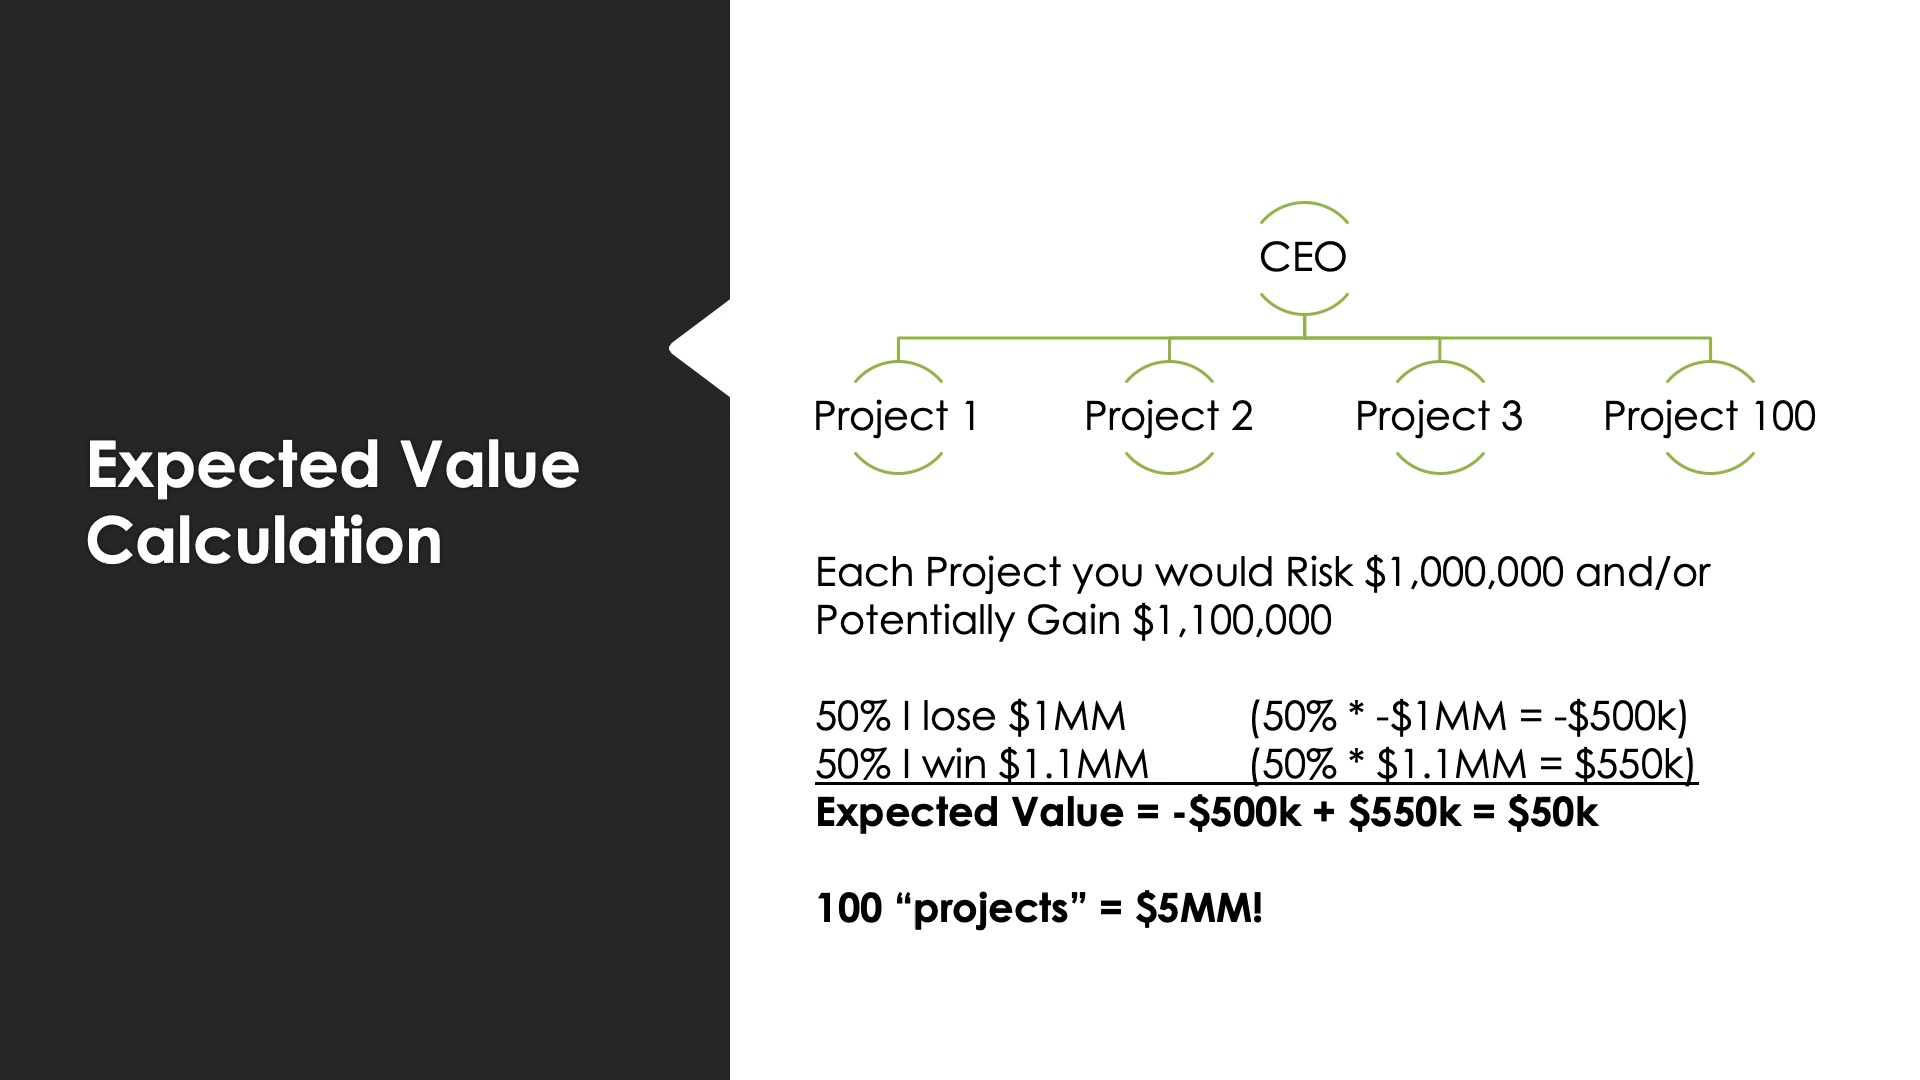 Expected Value
Calculation
CEO
Project 1
Project 2
Project 3
Project 100
Each Project you would Risk $1,000,000 and/or
Potentially Gain $1,100,000
50% I lose $1MM (50% * -$1MM = -$500k)
50% I win $1.1MM (50% * $1.1MM = $550k)
Expected Value = -$500k + $550k = $50k
100 “projects” = $5MM!